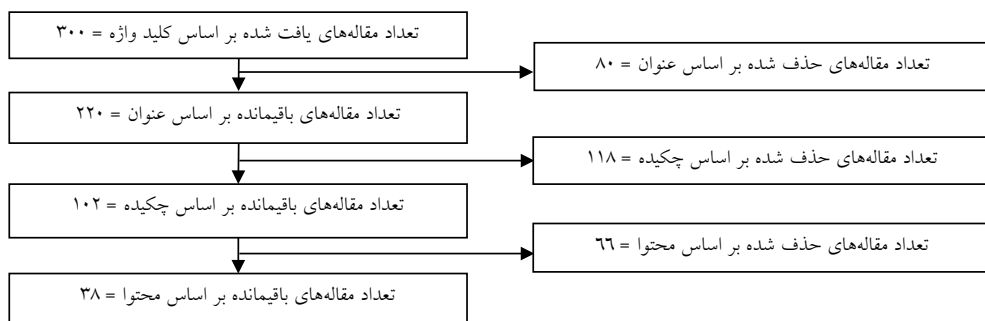 تعداد مقاله‌های یافت شده بر اساس کلید واژه = ۳۰۰
تعداد مقاله‌های حذف شده بر اساس عنوان = ۸۰
تعداد مقاله‌های باقیمانده بر اساس عنوان = ۲۲۰
تعداد مقاله‌های حذف شده بر اساس چکیده = ۱۱۸
تعداد مقاله‌های باقیمانده بر اساس چکیده = ۱۰۲
تعداد مقاله‌های حذف شده بر اساس محتوا = ٦٦
تعداد مقاله‌های باقیمانده بر اساس محتوا = ۳۸